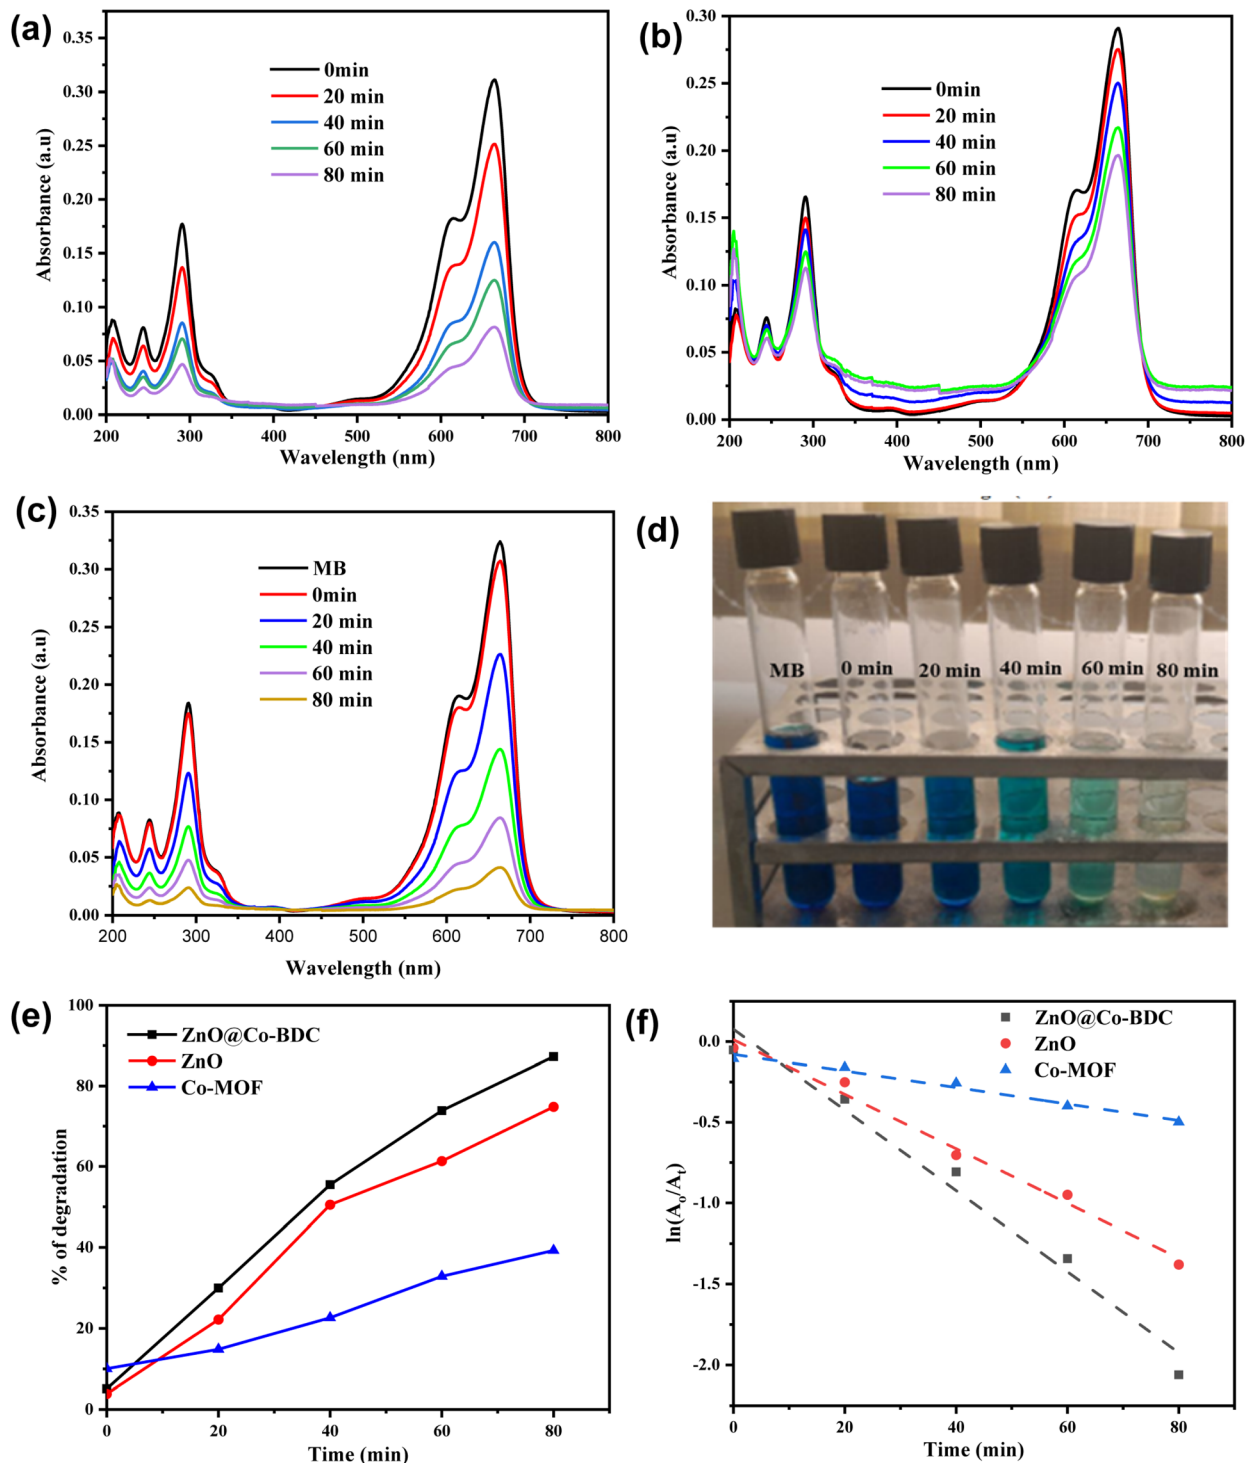 (a)
0.35
0.30
0.25
0.20
0.15
0.10
0.05
0.00
Absorbance (a.u)
0min
20 min
40 min
60 min
80 min
200 300 400 500 600 700 800
Wavelength (nm)
(b)
0.30
0.25
0.20
0.15
0.10
0.05
0.00
Absorbance (a.u)
0min
20 min
40 min
60 min
80 min
200 300 400 500 600 700 800
Wavelength (nm)
(c)
0.35
0.30
0.25
0.20
0.15
0.10
0.05
0.00
Absorbance (a.u)
MB
0min
20 min
40 min
60 min
80 min
200 300 400 500 600 700 800
Wavelength (nm)
(d)
MB 0 min 20 min 40 min 60 min 80 min
(e)
100
80
60
40
20
0
% of degradation
ZnO@Co-BDC
ZnO
Co-MOF
0 20 40 60 80
Time (min)
(f)
0.0
-0.5
-1.0
-1.5
-2.0
ln(A₀/Aₜ)
ZnO@Co-BDC
ZnO
Co-MOF
0 20 40 60 80
Time (min)